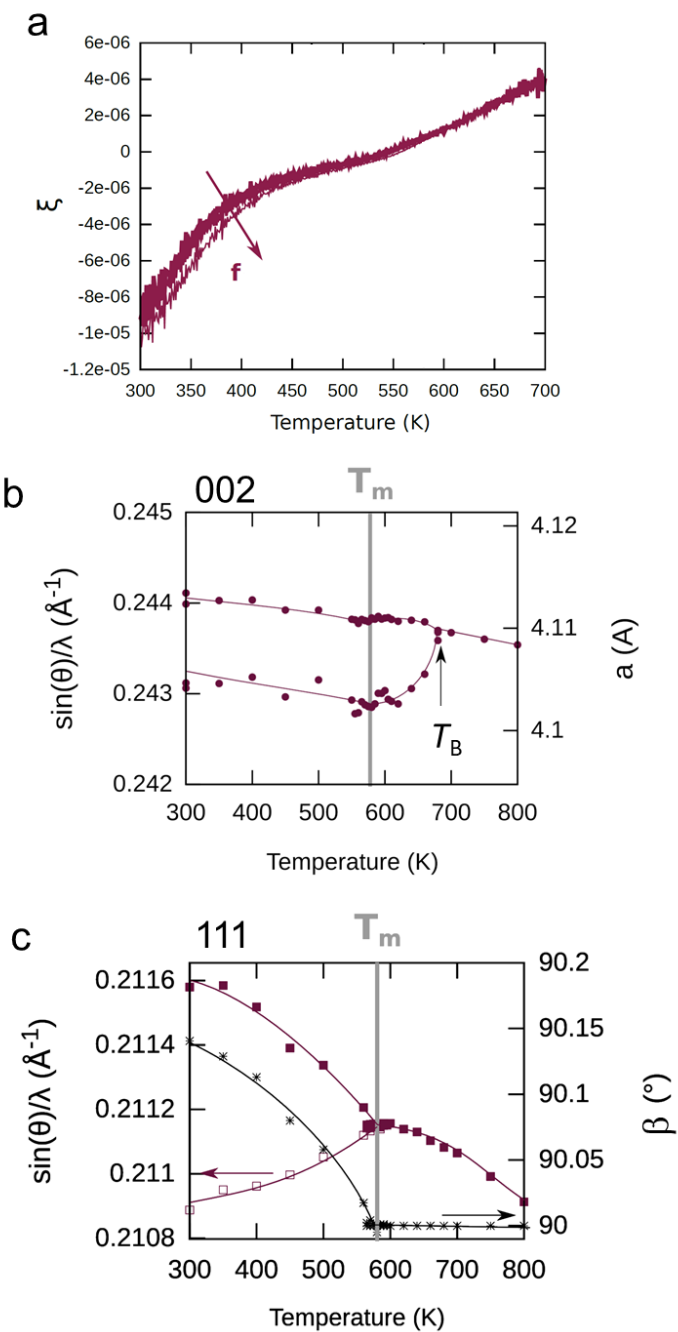 a
6e-06
4e-06
2e-06
0
-2e-06
-4e-06
-6e-06
-8e-06
-1e-05
-1.2e-05
ξ
f
300 350 400 450 500 550 600 650 700
Temperature (K)
b
002
Tm
0.245
0.244
0.243
0.242
sin(θ)/λ (Å-1)
4.12
4.11
4.1
a (A)
TB
300 400 500 600 700 800
Temperature (K)
c
111
Tm
0.2116
0.2114
0.2112
0.211
0.2108
sin(θ)/λ (Å-1)
90.2
90.15
90.1
90.05
90
β (°)
300 400 500 600 700 800
Temperature (K)